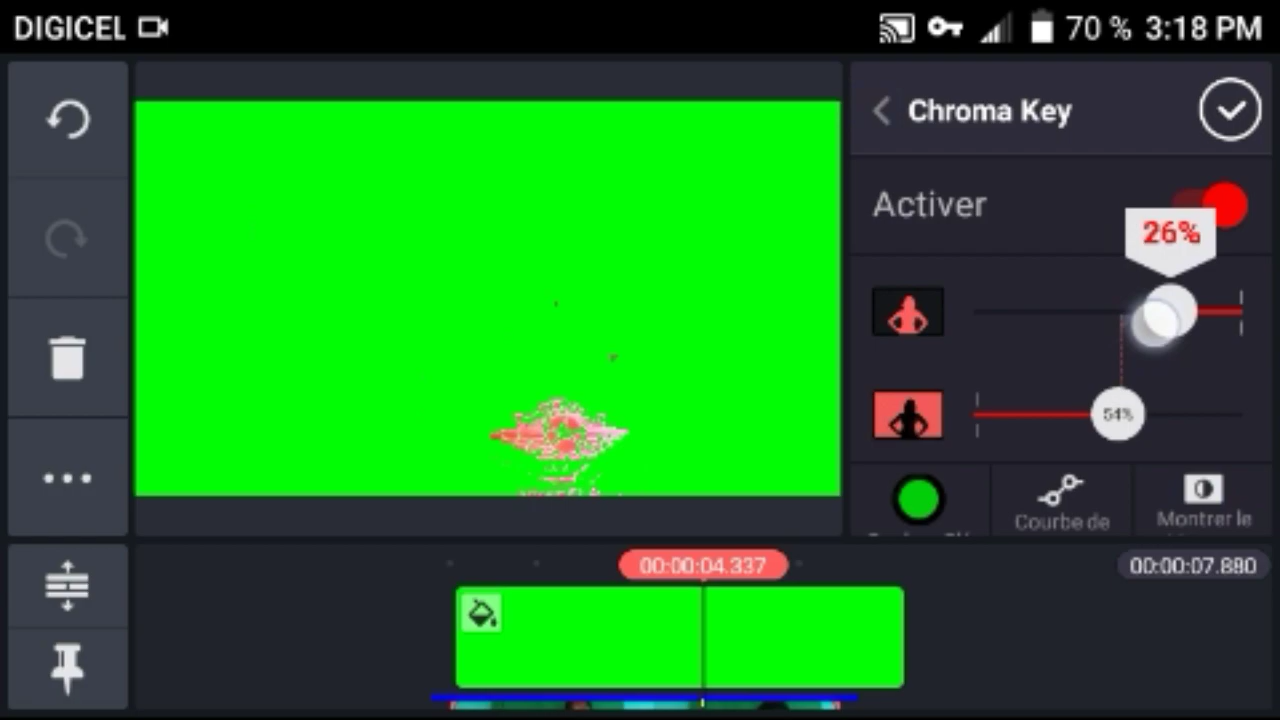 DIGICEL
70 % 3:18 PM
Chroma Key
Activer
26%
54%
Courbe de
Montrer le
00:00:04.337
00:00:07.880